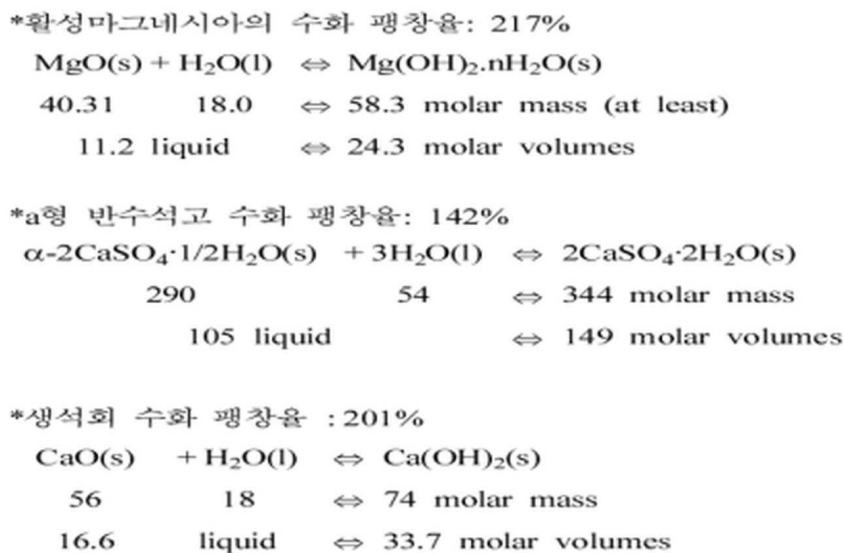 *활성마그네시아의 수화 팽창율: 217%
MgO(s) + H₂O(l) ⇔ Mg(OH)₂.nH₂O(s)
40.31 18.0 ⇔ 58.3 molar mass (at least)
11.2 liquid ⇔ 24.3 molar volumes
*a형 반수석고 수화 팽창율: 142%
α-2CaSO₄·1/2H₂O(s) + 3H₂O(l) ⇔ 2CaSO₄·2H₂O(s)
290 54 ⇔ 344 molar mass
105 liquid ⇔ 149 molar volumes
*생석회 수화 팽창율 : 201%
CaO(s) + H₂O(l) ⇔ Ca(OH)₂(s)
56 18 ⇔ 74 molar mass
16.6 liquid ⇔ 33.7 molar volumes